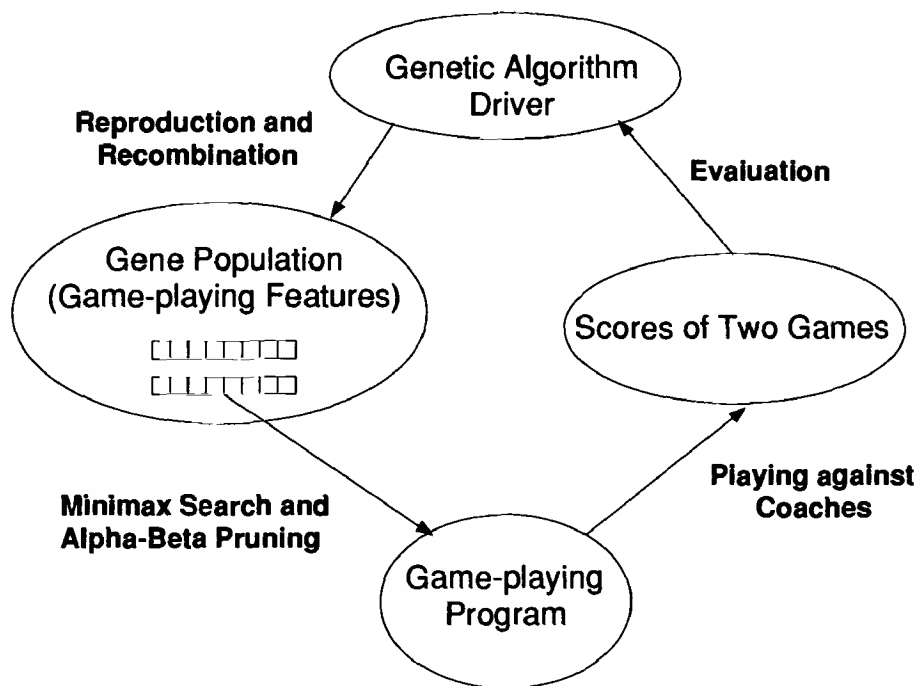 Genetic Algorithm
Driver
Reproduction and
Recombination
Evaluation
Gene Population
(Game-playing Features)
Scores of Two Games
Minimax Search and
Alpha-Beta Pruning
Playing against
Coaches
Game-playing
Program